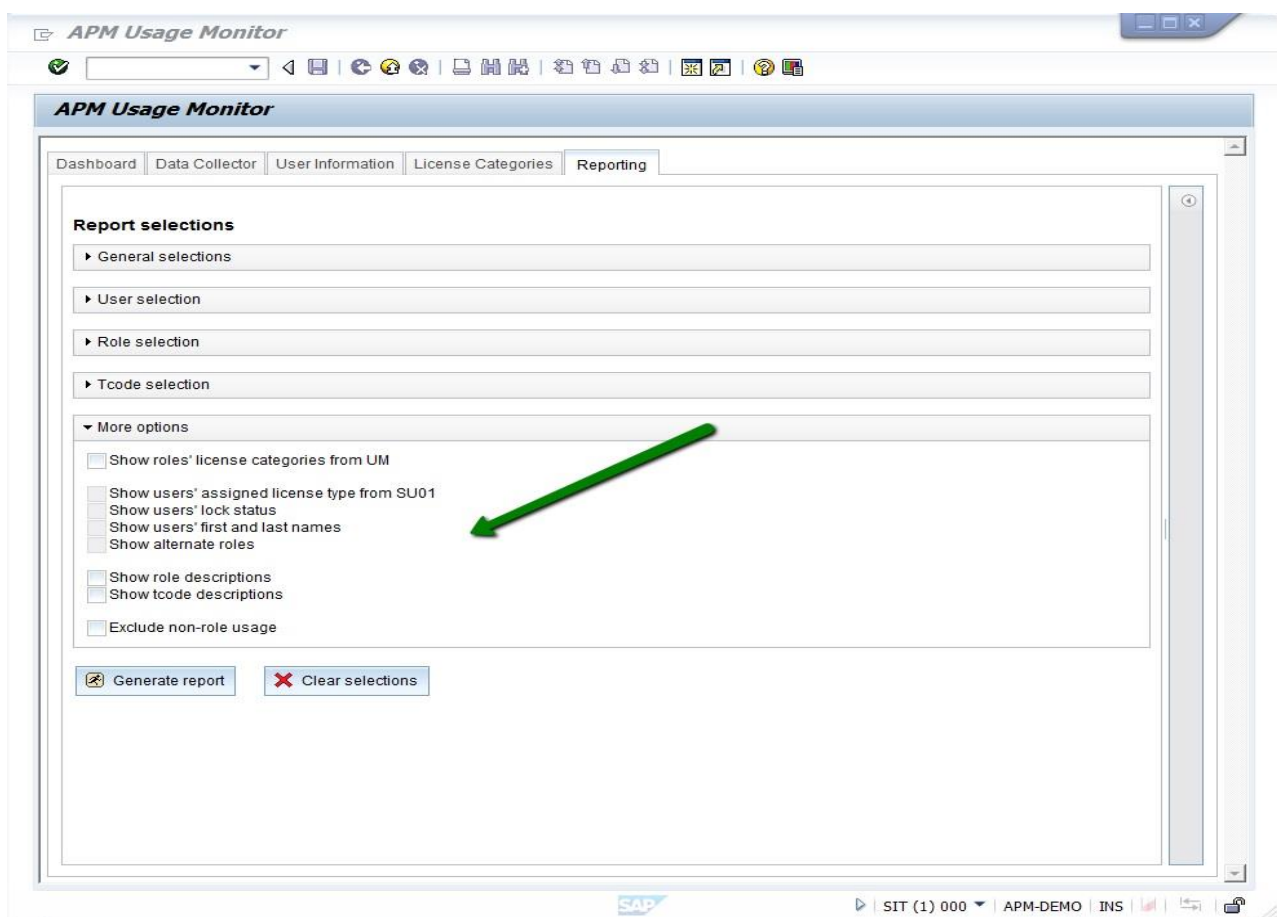 APM Usage Monitor
APM Usage Monitor
Dashboard Data Collector User Information License Categories Reporting
Report selections
General selections
User selection
Role selection
Tcode selection
More options
Show roles' license categories from UM
Show users' assigned license type from SU01
Show users' lock status
Show users' first and last names
Show alternate roles
Show role descriptions
Show tcode descriptions
Exclude non-role usage
Generate report Clear selections
SAP SIT (1) 000 APM-DEMO INS